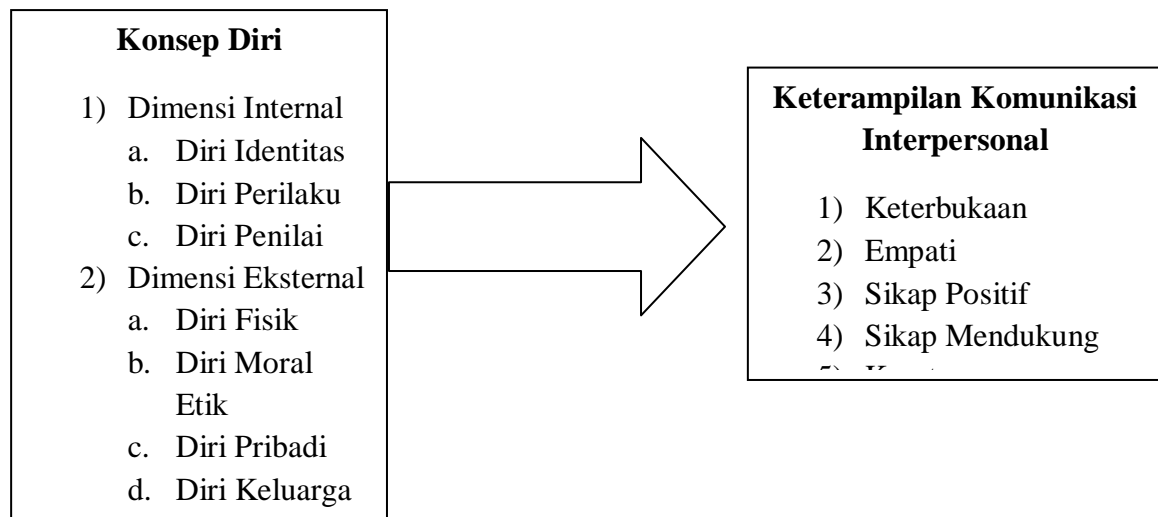 Konsep Diri
1) Dimensi Internal
a. Diri Identitas
b. Diri Perilaku
c. Diri Penilai
2) Dimensi Eksternal
a. Diri Fisik
b. Diri Moral
Etik
c. Diri Pribadi
d. Diri Keluarga
Keterampilan Komunikasi
Interpersonal
1) Keterbukaan
2) Empati
3) Sikap Positif
4) Sikap Mendukung